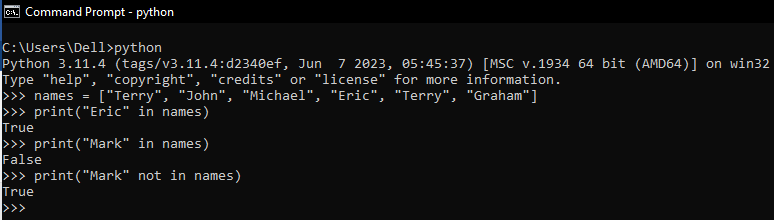 Command Prompt - python
C:\Users\Dell>python
Python 3.11.4 (tags/v3.11.4:d2340ef, Jun  7 2023, 05:45:37) [MSC v.1934 64 bit (AMD64)] on win32
Type "help", "copyright", "credits" or "license" for more information.
>>> names = ["Terry", "John", "Michael", "Eric", "Terry", "Graham"]
>>> print("Eric" in names)
True
>>> print("Mark" in names)
False
>>> print("Mark" not in names)
True
>>>